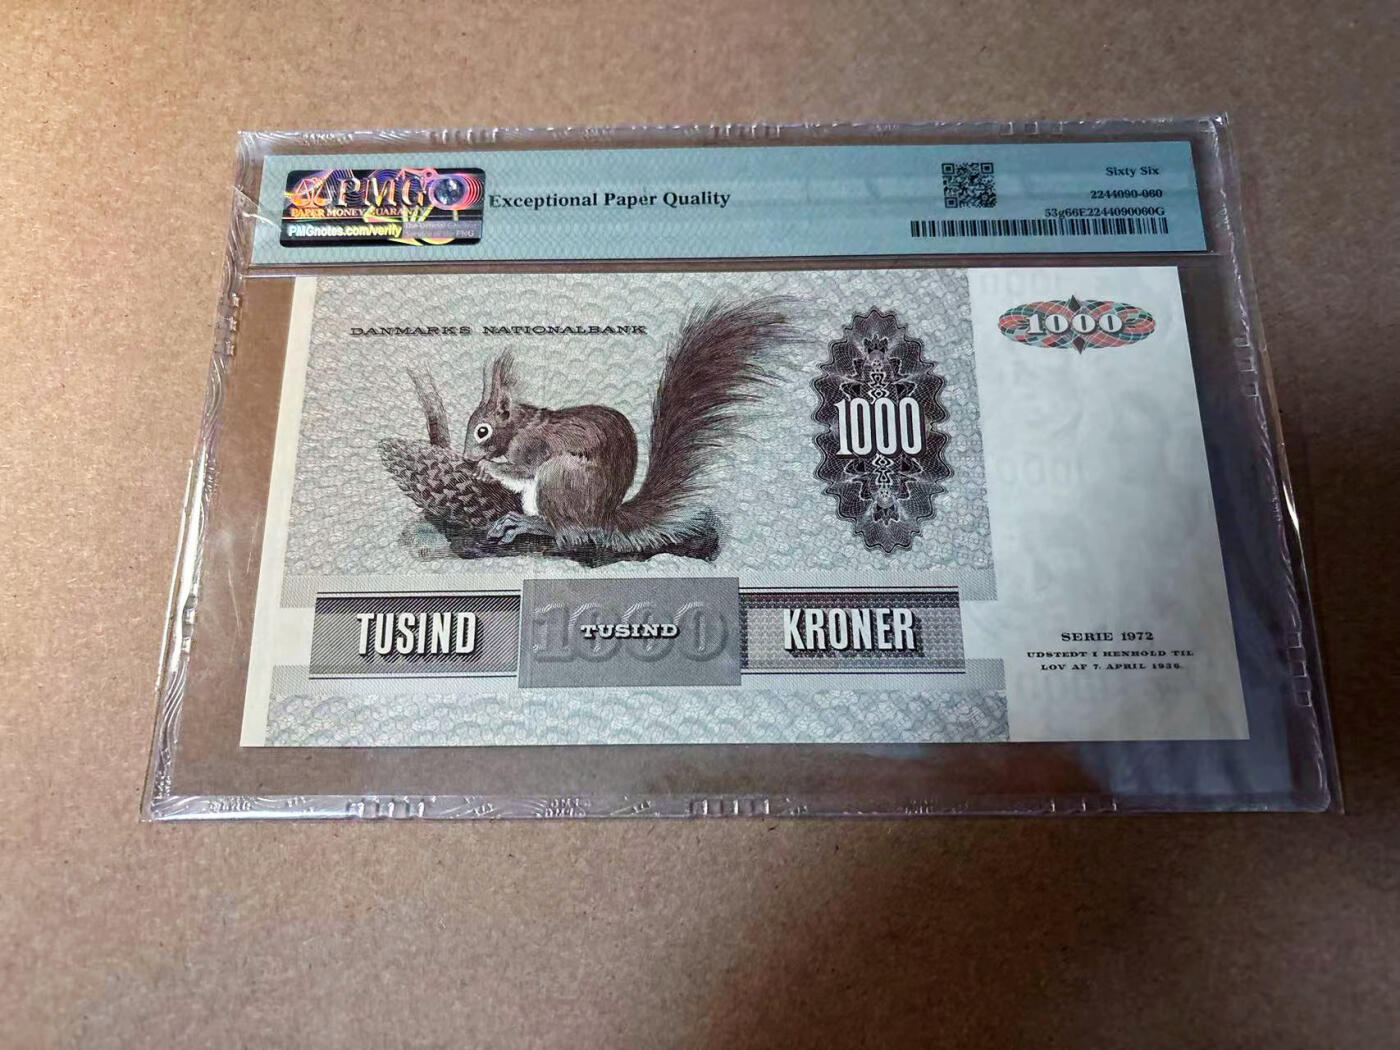 PMG
PAPER MONEY GUARANTY
PMGnotes.com/verify
Exceptional Paper Quality
Sixty Six
2244090-060
53g66E2244090060G
DANMARKS NATIONALBANK
1000
1000
TUSIND
1000
TUSIND
KRONER
SERIE 1972
UDSTEDT I HENHOLD TIL
LOV AF 7. APRIL 1936